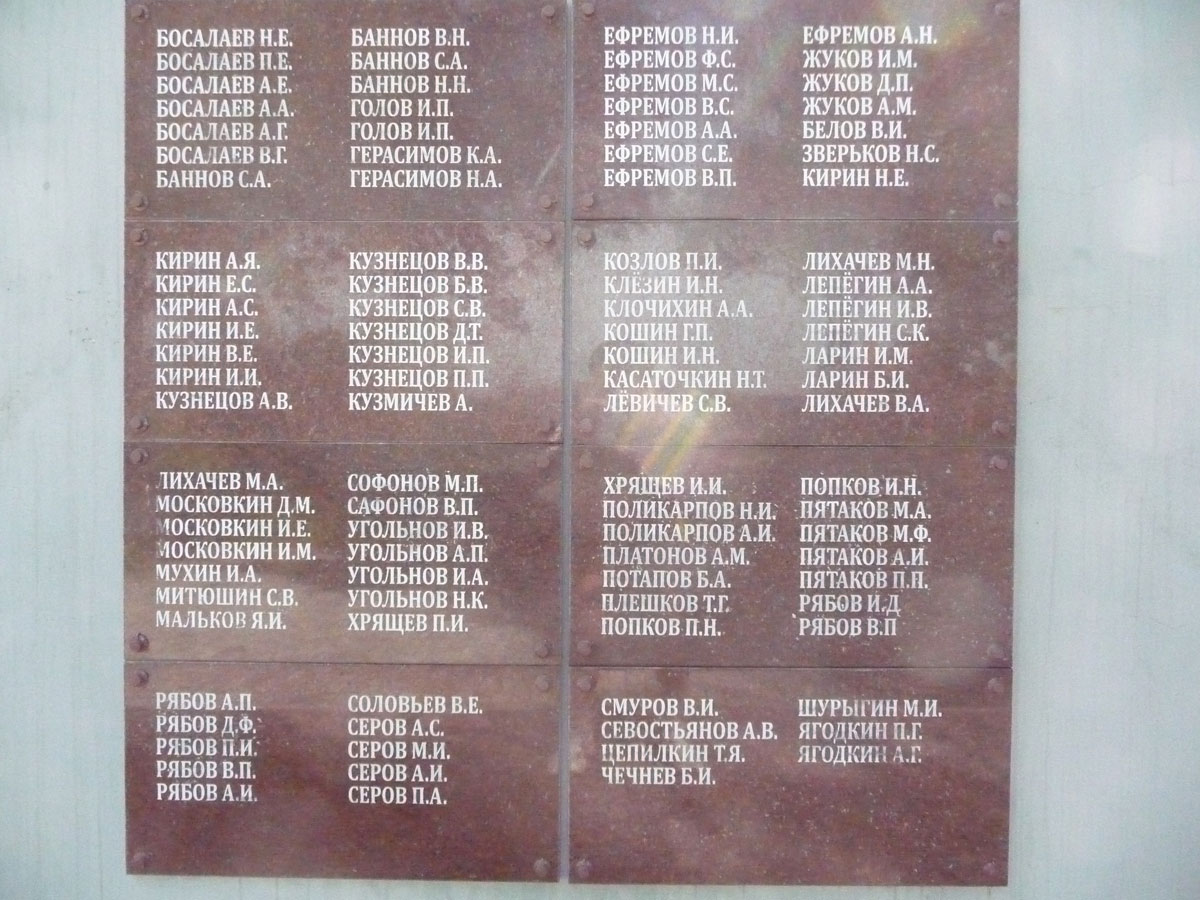 БОСАЛАЕВ Н.Е.
БОСАЛАЕВ П.Е.
БОСАЛАЕВ А.Е.
БОСАЛАЕВ А.А.
БОСАЛАЕВ А.Г.
БОСАЛАЕВ В.Г.
БАННОВ С.А.
БАННОВ В.Н.
БАННОВ С.А.
БАННОВ Н.Н.
ГОЛОВ И.П.
ГОЛОВ И.П.
ГЕРАСИМОВ К.А.
ГЕРАСИМОВ Н.А.
ЕФРЕМОВ Н.И.
ЕФРЕМОВ Ф.С.
ЕФРЕМОВ М.С.
ЕФРЕМОВ В.С.
ЕФРЕМОВ А.А.
ЕФРЕМОВ С.Е.
ЕФРЕМОВ В.П.
ЕФРЕМОВ А.Н.
ЖУКОВ И.М.
ЖУКОВ Д.П.
ЖУКОВ А.М.
БЕЛОВ В.И.
ЗВЕРЬКОВ Н.С.
КИРИН Н.Е.
КИРИН А.Я.
КИРИН Е.С.
КИРИН А.С.
КИРИН И.Е.
КИРИН В.Е.
КИРИН И.И.
КУЗНЕЦОВ А.В.
КУЗНЕЦОВ В.В.
КУЗНЕЦОВ Б.В.
КУЗНЕЦОВ С.В.
КУЗНЕЦОВ Д.Т.
КУЗНЕЦОВ И.П.
КУЗНЕЦОВ П.П.
КУЗМИЧЕВ А.
КОЗЛОВ П.И.
КЛЁЗИН И.Н.
КЛОЧИХИН А.А.
КОШИН Г.П.
КОШИН И.Н.
КАСАТОЧКИН Н.Т.
ЛЁВИЧЕВ С.В.
ЛИХАЧЕВ М.Н.
ЛЕПЁГИН А.А.
ЛЕПЁГИН И.В.
ЛЕПЁГИН С.К.
ЛАРИН И.М.
ЛАРИН Б.И.
ЛИХАЧЕВ В.А.
ЛИХАЧЕВ М.А.
МОСКОВКИН Д.М.
МОСКОВКИН И.Е.
МОСКОВКИН И.М.
МУХИН И.А.
МИТЮШИН С.В.
МАЛЬКОВ Я.И.
СОФОНОВ М.П.
САФОНОВ В.П.
УГОЛЬНОВ И.В.
УГОЛЬНОВ А.П.
УГОЛЬНОВ И.А.
УГОЛЬНОВ Н.К.
ХРЯЩЕВ П.И.
ХРЯЩЕВ И.И.
ПОЛИКАРПОВ Н.И.
ПОЛИКАРПОВ А.И.
ПЛАТОНОВ А.М.
ПОТАПОВ Б.А.
ПЛЕШКОВ Т.Г.
ПОПКОВ П.Н.
ПОПКОВ И.Н.
ПЯТАКОВ М.А.
ПЯТАКОВ М.Ф.
ПЯТАКОВ А.И.
ПЯТАКОВ П.П.
РЯБОВ И.Д
РЯБОВ В.П
РЯБОВ А.П.
РЯБОВ Д.Ф.
РЯБОВ П.И.
РЯБОВ В.П.
РЯБОВ А.И.
СОЛОВЬЕВ В.Е.
СЕРОВ А.С.
СЕРОВ М.И.
СЕРОВ А.И.
СЕРОВ П.А.
СМУРОВ В.И.
СЕВОСТЬЯНОВ А.В.
ЦЕПИЛКИН Т.Я.
ЧЕЧНЕВ Б.И.
ШУРЫГИН М.И.
ЯГОДКИН П.Г.
ЯГОДКИН А.Г.